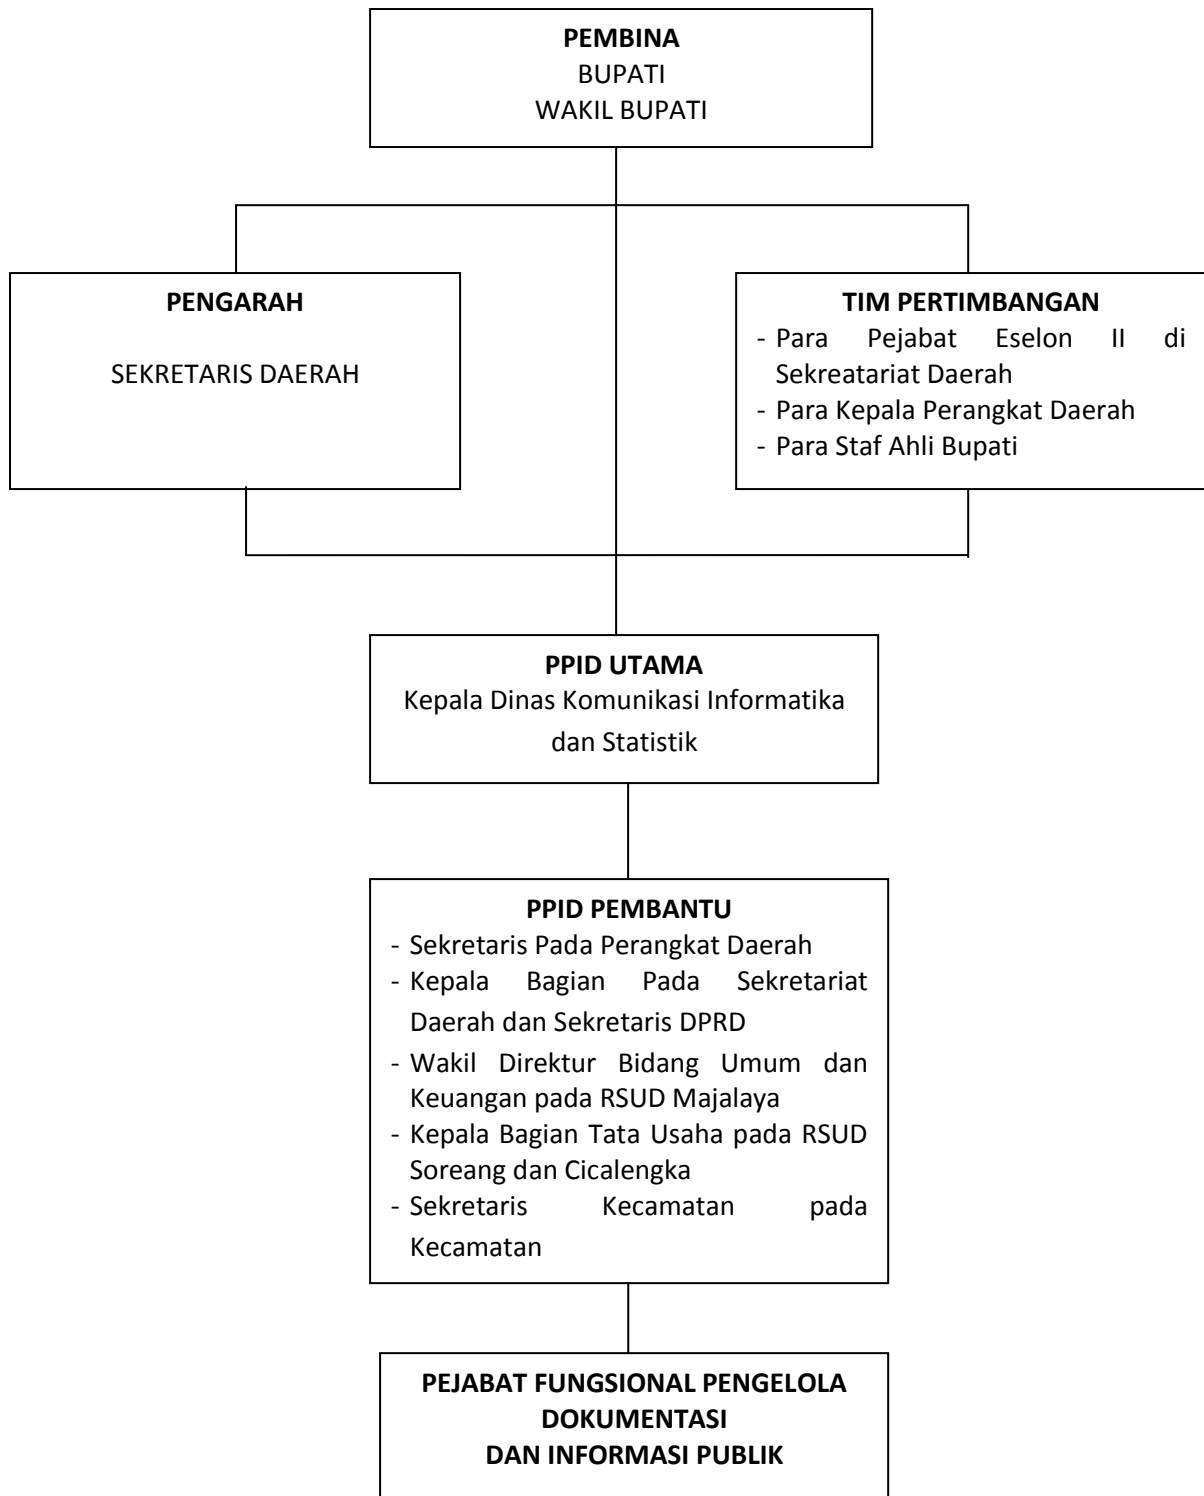 PEMBINA
BUPATI
WAKIL BUPATI
PENGARAH
SEKRETARIS DAERAH
TIM PERTIMBANGAN
- Para Pejabat Eselon II di
Sekreatariat Daerah
- Para Kepala Perangkat Daerah
- Para Staf Ahli Bupati
PPID UTAMA
Kepala Dinas Komunikasi Informatika
dan Statistik
PPID PEMBANTU
- Sekretaris Pada Perangkat Daerah
- Kepala Bagian Pada Sekretariat
Daerah dan Sekretaris DPRD
- Wakil Direktur Bidang Umum dan
Keuangan pada RSUD Majalaya
- Kepala Bagian Tata Usaha pada RSUD
Soreang dan Cicalengka
- Sekretaris Kecamatan pada
Kecamatan
PEJABAT FUNGSIONAL PENGELOLA
DOKUMENTASI
DAN INFORMASI PUBLIK